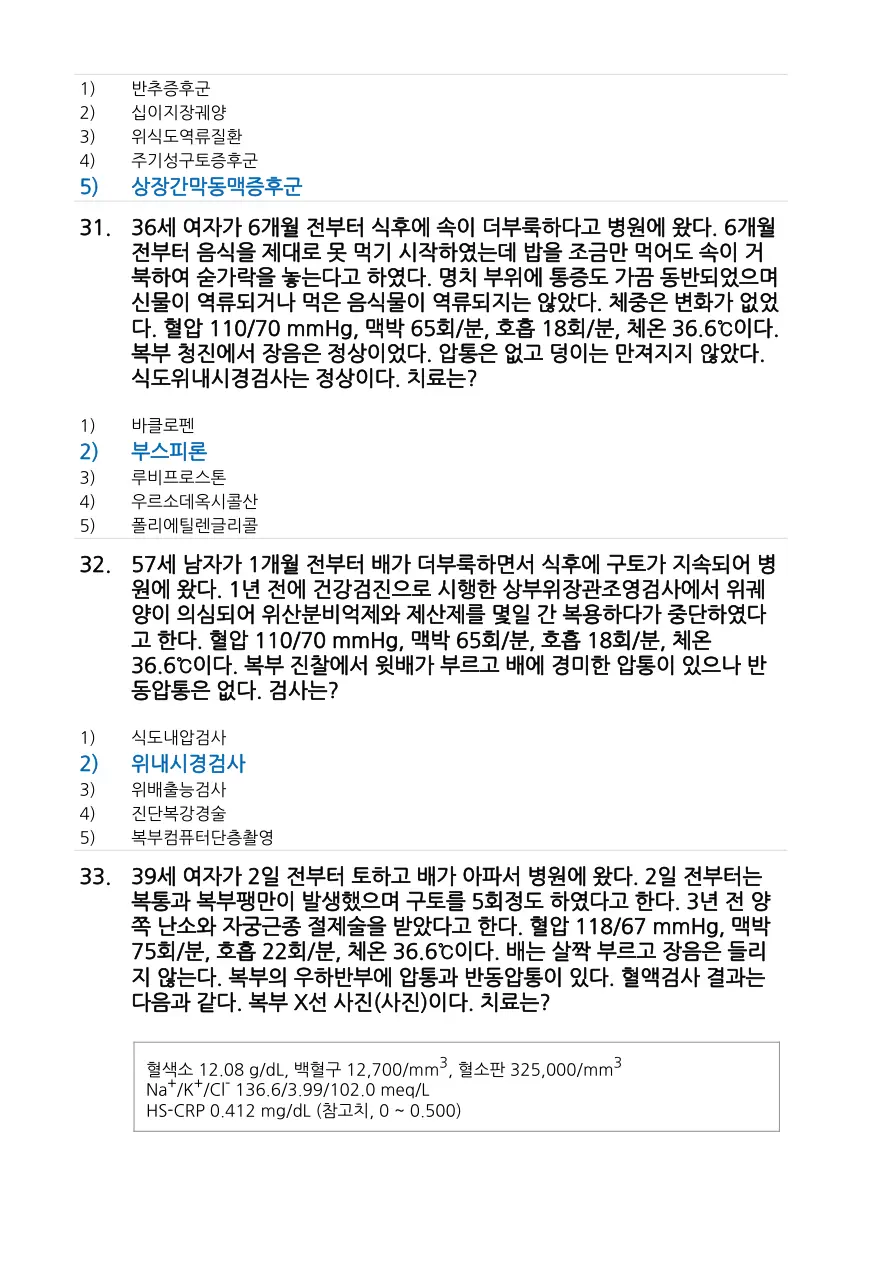 1) 반추증후군
2) 십이지장궤양
3) 위식도역류질환
4) 주기성구토증후군
5) 상장간막동맥증후군
31. 36세 여자가 6개월 전부터 식후에 속이 더부룩하다고 병원에 왔다. 6개월
전부터 음식을 제대로 못 먹기 시작하였는데 밥을 조금만 먹어도 속이 거
북하여 숟가락을 놓는다고 하였다. 명치 부위에 통증도 가끔 동반되었으며
신물이 역류되거나 먹은 음식물이 역류되지는 않았다. 체중은 변화가 없었
다. 혈압 110/70 mmHg, 맥박 65회/분, 호흡 18회/분, 체온 36.6℃이다.
복부 청진에서 장음은 정상이었다. 압통은 없고 덩이는 만져지지 않았다.
식도위내시경검사는 정상이다. 치료는?
1) 바클로펜
2) 부스피론
3) 루비프로스톤
4) 우르소데옥시콜산
5) 폴리에틸렌글리콜
32. 57세 남자가 1개월 전부터 배가 더부룩하면서 식후에 구토가 지속되어 병
원에 왔다. 1년 전에 건강검진으로 시행한 상부위장관조영검사에서 위궤
양이 의심되어 위산분비억제와 제산제를 몇일 간 복용하다가 중단하였다
고 한다. 혈압 110/70 mmHg, 맥박 65회/분, 호흡 18회/분, 체온
36.6℃이다. 복부 진찰에서 윗배가 부르고 배에 경미한 압통이 있으나 반
동압통은 없다. 검사는?
1) 식도내압검사
2) 위내시경검사
3) 위배출능검사
4) 진단복강경술
5) 복부컴퓨터단층촬영
33. 39세 여자가 2일 전부터 토하고 배가 아파서 병원에 왔다. 2일 전부터는
복통과 복부팽만이 발생했으며 구토를 5회정도 하였다고 한다. 3년 전 양
쪽 난소와 자궁근종 절제술을 받았다고 한다. 혈압 118/67 mmHg, 맥박
75회/분, 호흡 22회/분, 체온 36.6℃이다. 배는 살짝 부르고 장음은 들리
지 않는다. 복부의 우하반부에 압통과 반동압통이 있다. 혈액검사 결과는
다음과 같다. 복부 X선 사진(사진)이다. 치료는?
혈색소 12.08 g/dL, 백혈구 12,700/mm³, 혈소판 325,000/mm³
Na⁺/K⁺/Cl⁻ 136.6/3.99/102.0 meq/L
HS-CRP 0.412 mg/dL (참고치, 0 ~ 0.500)